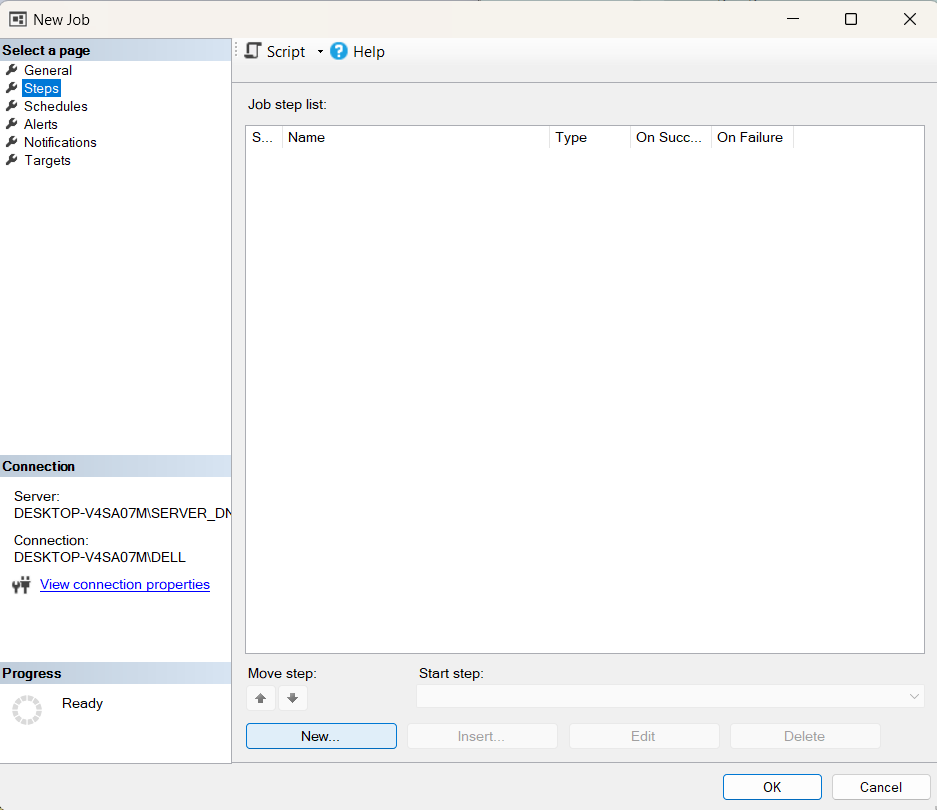 New Job
Select a page
General
Steps
Schedules
Alerts
Notifications
Targets
Script
Help
Job step list:
S... Name Type On Succ... On Failure
Connection
Server:
DESKTOP-V4SA07M\SERVER_DN
Connection:
DESKTOP-V4SA07M\DELL
View connection properties
Progress
Ready
Move step: Start step:
New... Insert... Edit Delete
OK Cancel